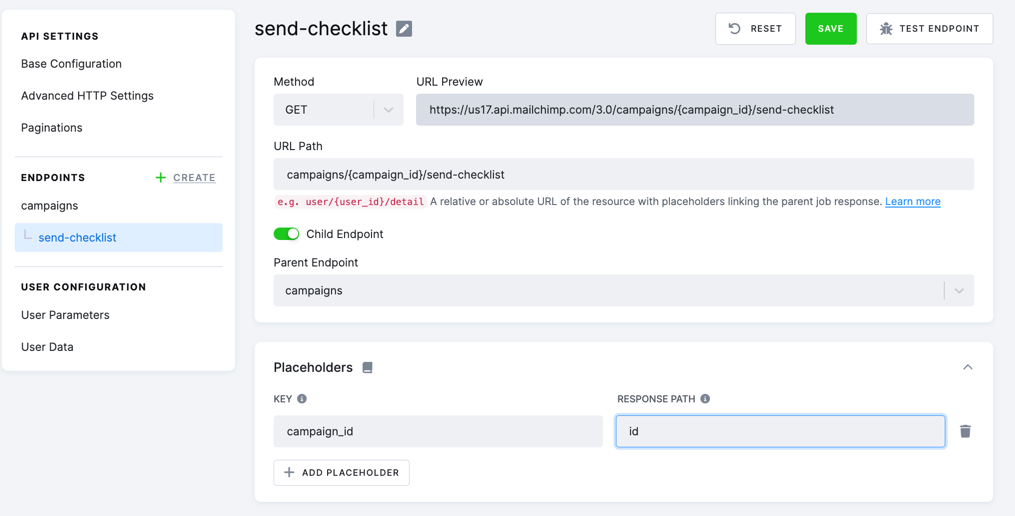 API SETTINGS
Base Configuration
Advanced HTTP Settings
Paginations
ENDPOINTS
CREATE
campaigns
send-checklist
USER CONFIGURATION
User Parameters
User Data
send-checklist
RESET
SAVE
TEST ENDPOINT
Method
URL Preview
GET
https://us17.api.mailchimp.com/3.0/campaigns/{campaign_id}/send-checklist
URL Path
campaigns/{campaign_id}/send-checklist
e.g. user/{user_id}/detail A relative or absolute URL of the resource with placeholders linking the parent job response. Learn more
Child Endpoint
Parent Endpoint
campaigns
Placeholders
KEY
RESPONSE PATH
campaign_id
id
ADD PLACEHOLDER